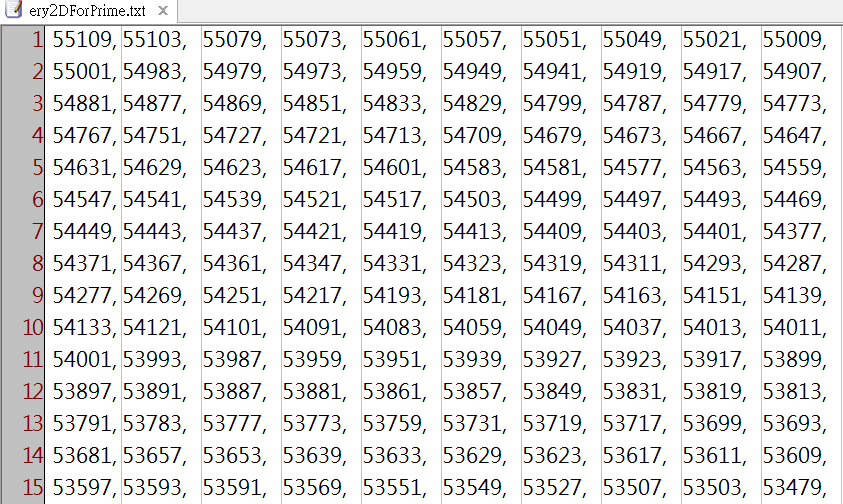 ery2DForPrime.txt
1 55109, 55103, 55079, 55073, 55061, 55057, 55051, 55049, 55021, 55009,
2 55001, 54983, 54979, 54973, 54959, 54949, 54941, 54919, 54917, 54907,
3 54881, 54877, 54869, 54851, 54833, 54829, 54799, 54787, 54779, 54773,
4 54767, 54751, 54727, 54721, 54713, 54709, 54679, 54673, 54667, 54647,
5 54631, 54629, 54623, 54617, 54601, 54583, 54581, 54577, 54563, 54559,
6 54547, 54541, 54539, 54521, 54517, 54503, 54499, 54497, 54493, 54469,
7 54449, 54443, 54437, 54421, 54419, 54413, 54409, 54403, 54401, 54377,
8 54371, 54367, 54361, 54347, 54331, 54323, 54319, 54311, 54293, 54287,
9 54277, 54269, 54251, 54217, 54193, 54181, 54167, 54163, 54151, 54139,
10 54133, 54121, 54101, 54091, 54083, 54059, 54049, 54037, 54013, 54011,
11 54001, 53993, 53987, 53959, 53951, 53939, 53927, 53923, 53917, 53899,
12 53897, 53891, 53887, 53881, 53861, 53857, 53849, 53831, 53819, 53813,
13 53791, 53783, 53777, 53773, 53759, 53731, 53719, 53717, 53699, 53693,
14 53681, 53657, 53653, 53639, 53633, 53629, 53623, 53617, 53611, 53609,
15 53597, 53593, 53591, 53569, 53551, 53549, 53527, 53507, 53503, 53479,